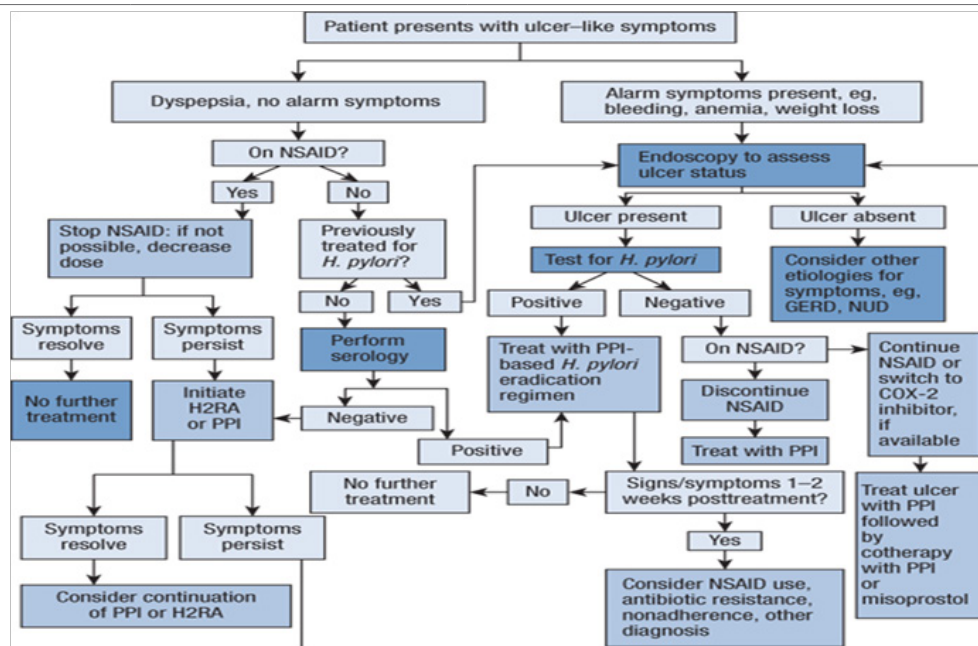 Patient presents with ulcer–like symptoms
Dyspepsia, no alarm symptoms
Alarm symptoms present, eg,
bleeding, anemia, weight loss
On NSAID?
Endoscopy to assess
ulcer status
Yes
No
Ulcer present
Ulcer absent
Stop NSAID: if not
possible, decrease
dose
Previously
treated for
H. pylori?
Test for H. pylori
Consider other
etiologies for
symptoms, eg,
GERD, NUD
No
Yes
Positive
Negative
Symptoms
resolve
Symptoms
persist
Perform
serology
Treat with PPI-
based H. pylori
eradication
regimen
On NSAID?
Continue
NSAID or
switch to
COX-2
inhibitor,
if
available
No further
treatment
Initiate
H2RA
or PPI
Discontinue
NSAID
Negative
Positive
Treat with PPI
No further
treatment
No
Signs/symptoms 1–2
weeks posttreatment?
Treat ulcer
with PPI
followed
by
cotherapy
with PPI
or
misoprostol
Symptoms
resolve
Symptoms
persist
Yes
Consider continuation
of PPI or H2RA
Consider NSAID use,
antibiotic resistance,
nonadherence, other
diagnosis